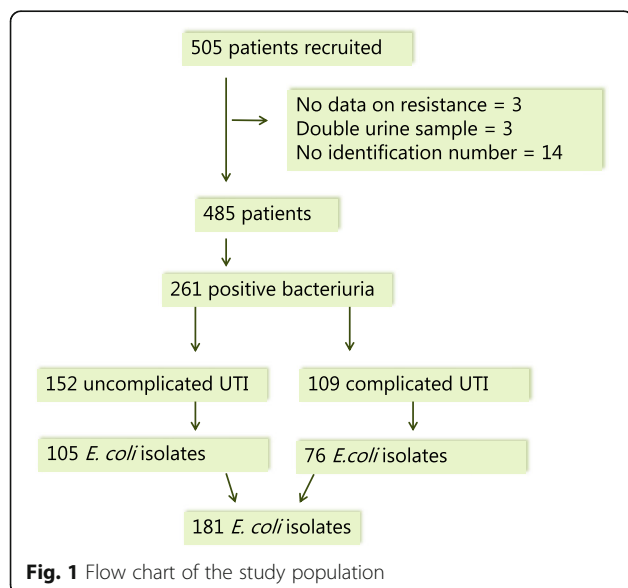 505 patients recruited
No data on resistance = 3
Double urine sample = 3
No identification number = 14
485 patients
261 positive bacteriuria
152 uncomplicated UTI
109 complicated UTI
105 E. coli isolates
76 E.coli isolates
181 E. coli isolates
Fig. 1 Flow chart of the study population